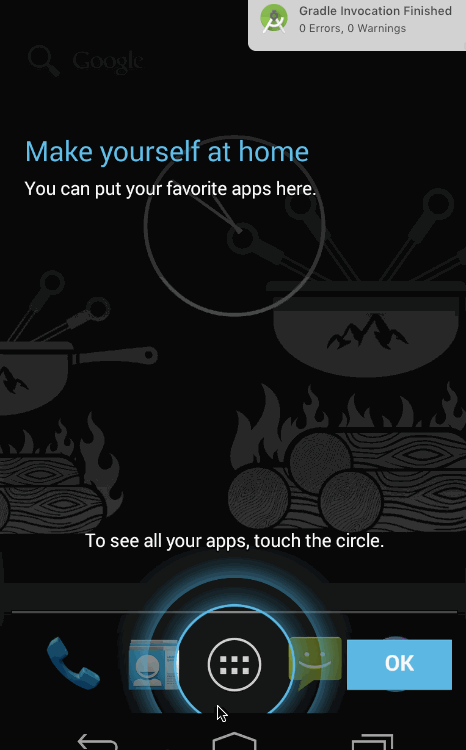 Gradle Invocation Finished
0 Errors, 0 Warnings
Google
Make yourself at home
You can put your favorite apps here.
To see all your apps, touch the circle.
OK